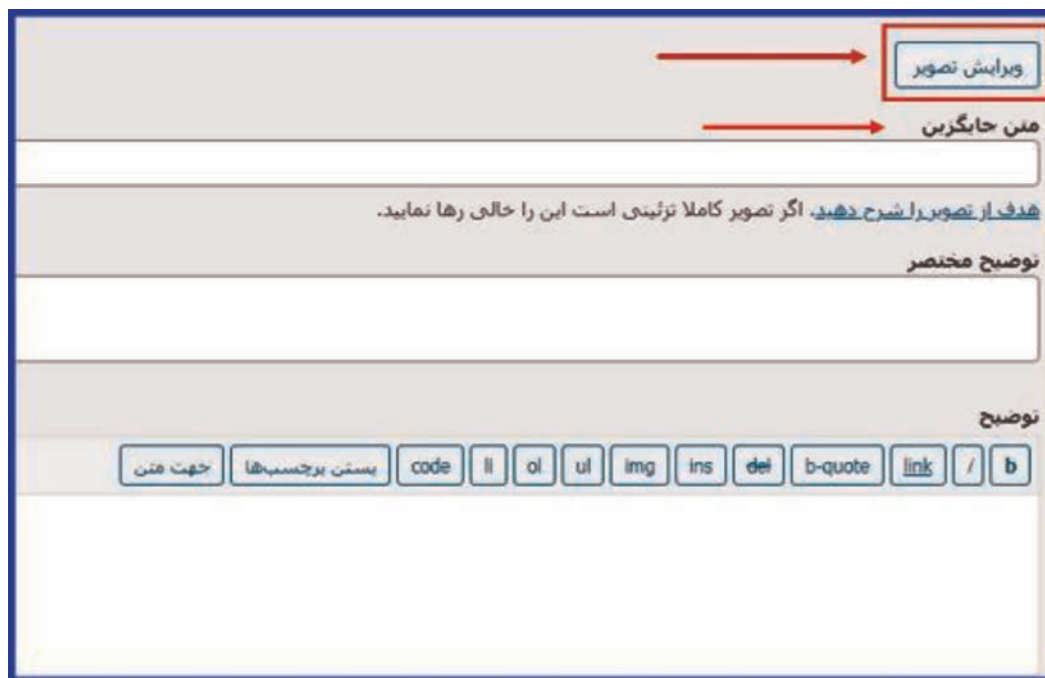 ویرایش تصویر
متن جایگزین
هدف از تصویر را شرح دهید. اگر تصویر کاملا تزئینی است این را خالی رها نمایید.
توضیح مختصر
توضیح
b / link b-quote del ins img ul ol li code بستن برچسب‌ها جهت متن